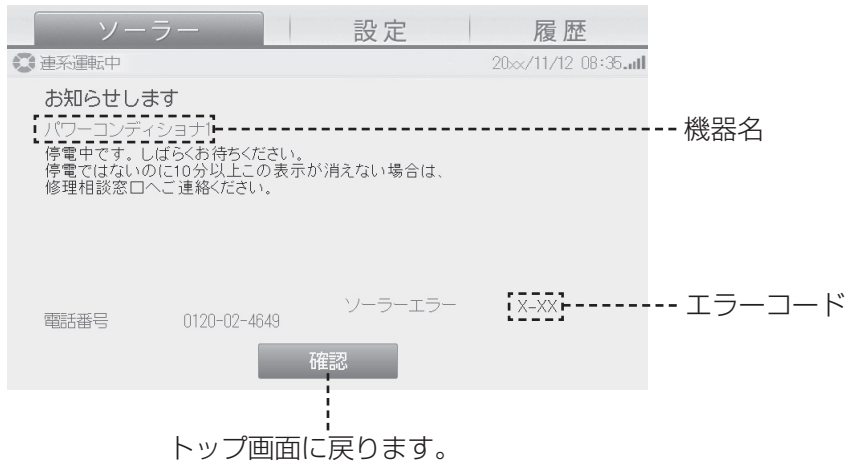 ソーラー 設定 履歴
連系運転中 20xx/11/12 08:35
お知らせします
パワーコンディショナ1 機器名
停電中です。しばらくお待ちください。
停電ではないのに10分以上この表示が消えない場合は、
修理相談窓口へご連絡ください。
ソーラーエラー X-XX エラーコード
電話番号 0120-02-4649
確認
トップ画面に戻ります。